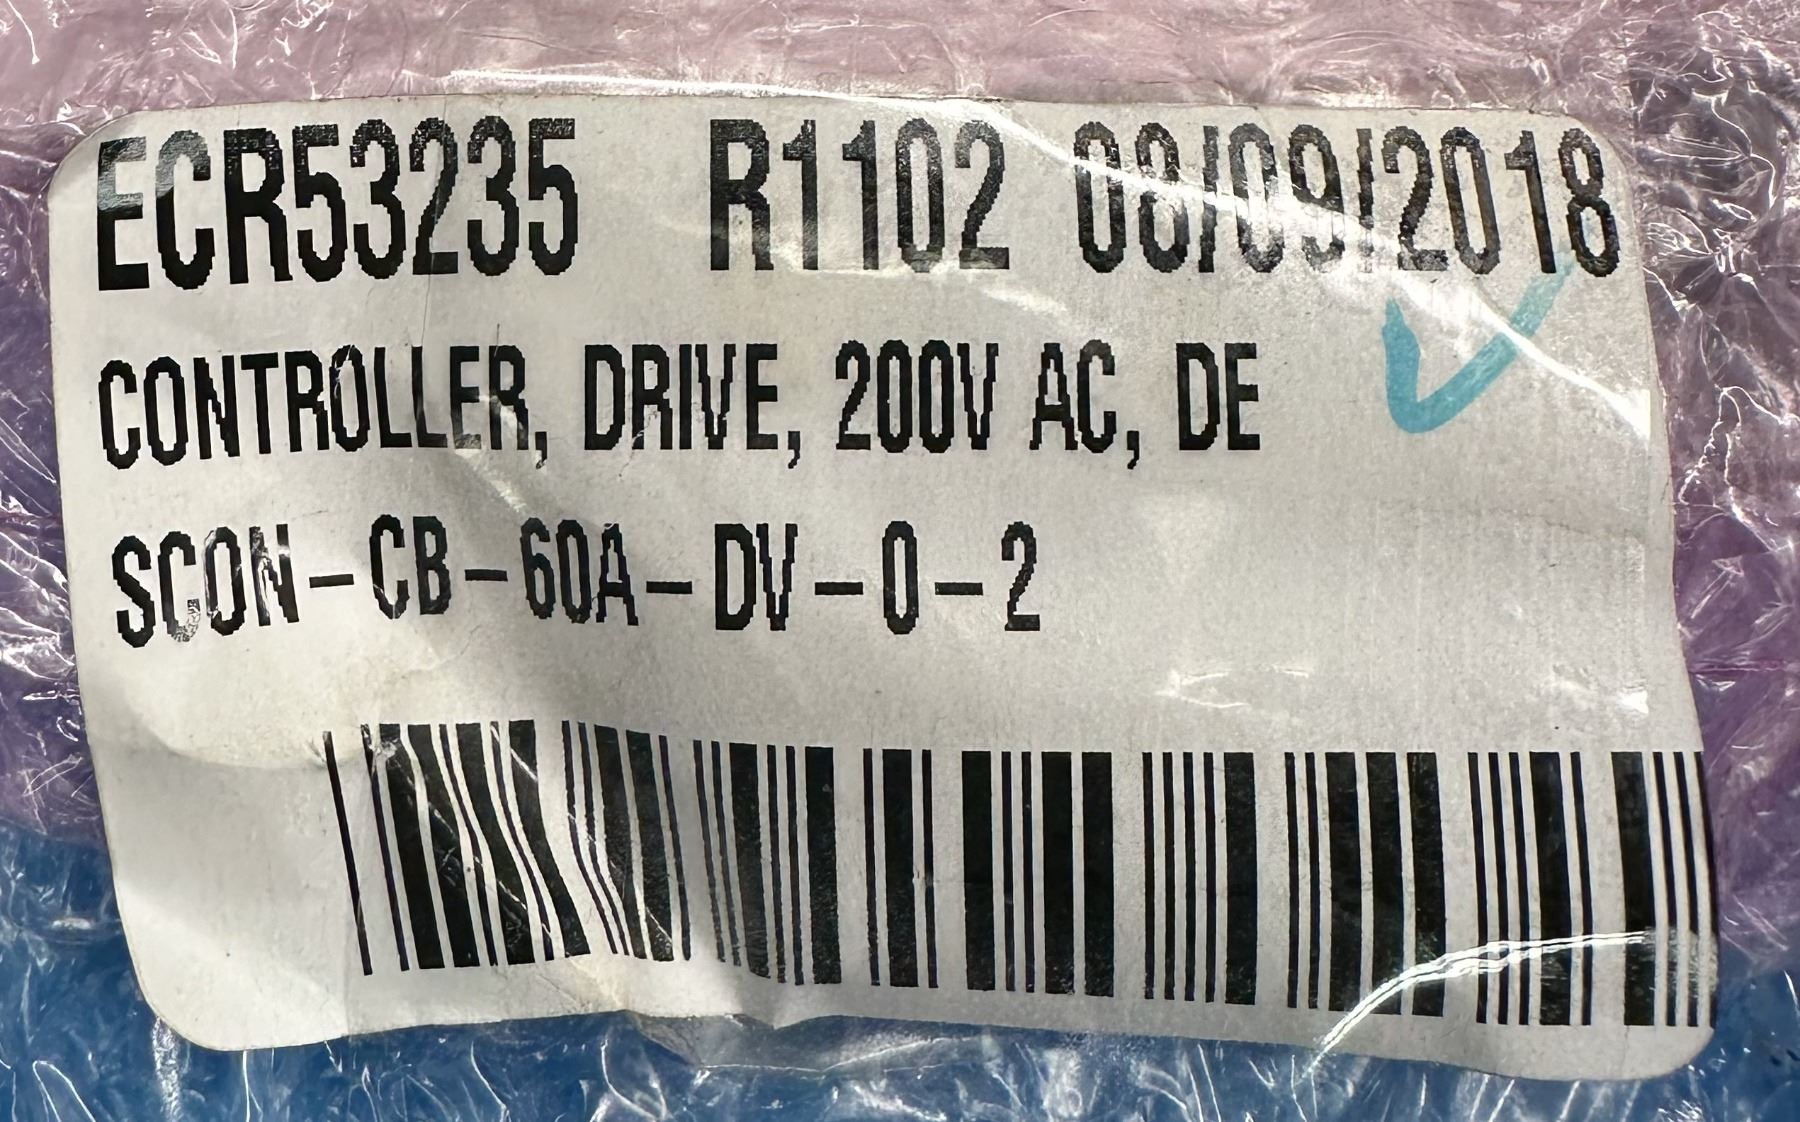 ECR53235 R1102 08/09/2018
CONTROLLER, DRIVE, 200V AC, DE
SCON-CB-60A-DV-0-2